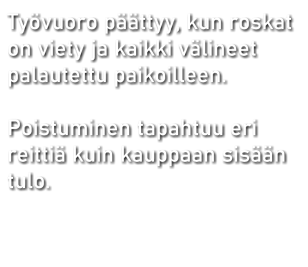 Työvuoro päättyy, kun roskat
on viety ja kaikki välineet
palautettu paikoilleen.
Poistuminen tapahtuu eri
reittiä kuin kauppaan sisään
tulo.